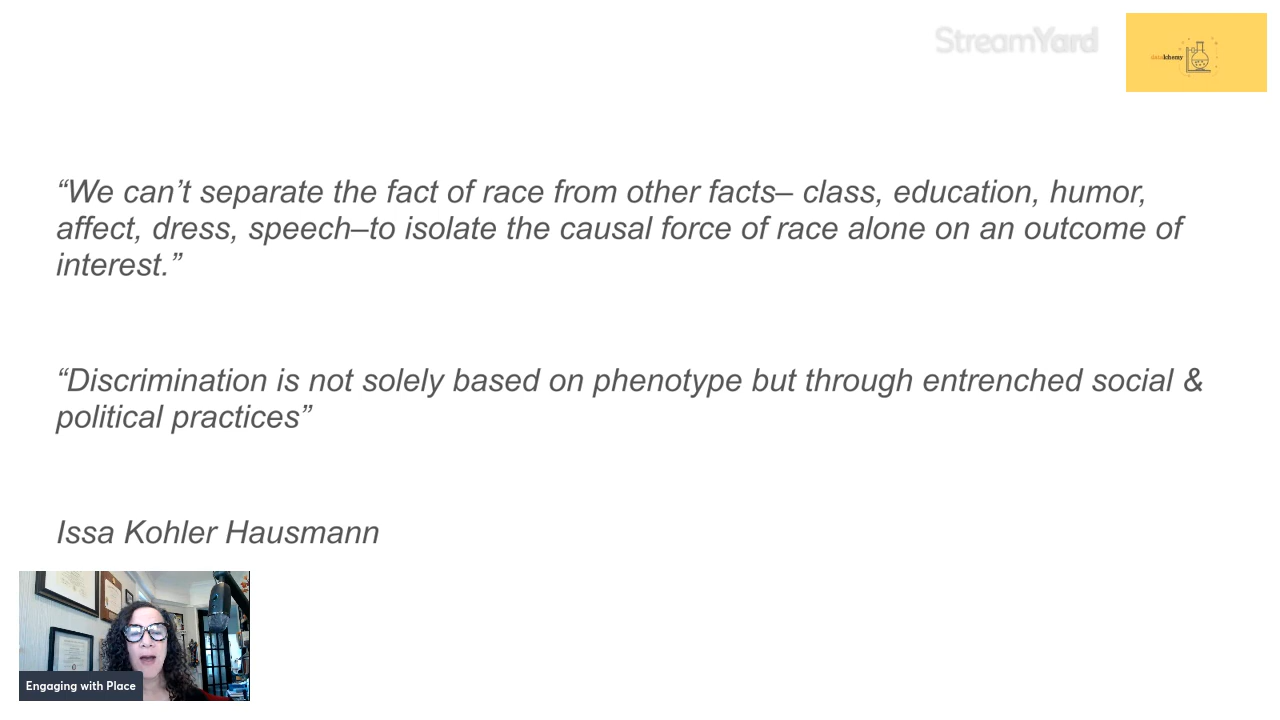 StreamYard
datalchemy
“We can’t separate the fact of race from other facts– class, education, humor,
affect, dress, speech–to isolate the causal force of race alone on an outcome of
interest.”
“Discrimination is not solely based on phenotype but through entrenched social &
political practices”
Issa Kohler Hausmann
Engaging with Place